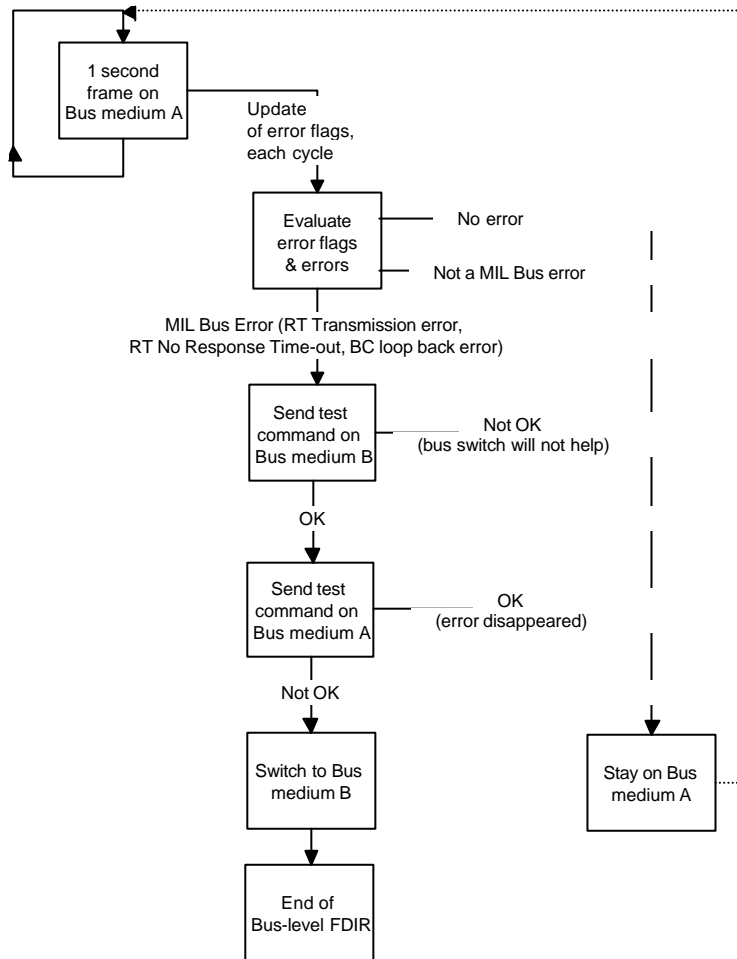 1 second
frame on
Bus medium A
Update
of error flags,
each cycle
Evaluate
error flags
& errors
No error
Not a MIL Bus error
MIL Bus Error (RT Transmission error,
RT No Response Time-out, BC loop back error)
Send test
command on
Bus medium B
Not OK
(bus switch will not help)
OK
Send test
command on
Bus medium A
OK
(error disappeared)
Not OK
Switch to Bus
medium B
Stay on Bus
medium A
End of
Bus-level FDIR